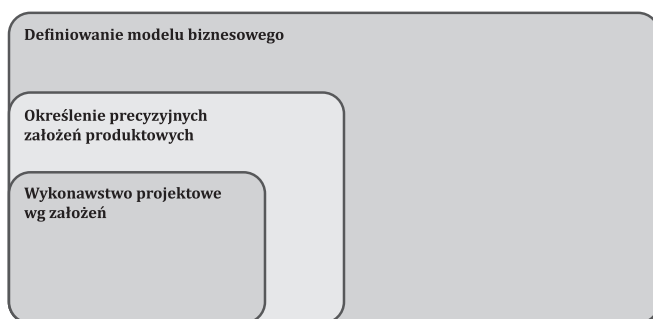 Definiowanie modelu biznesowego
Określenie precyzyjnych
założeń produktowych
Wykonawstwo projektowe
wg założeń